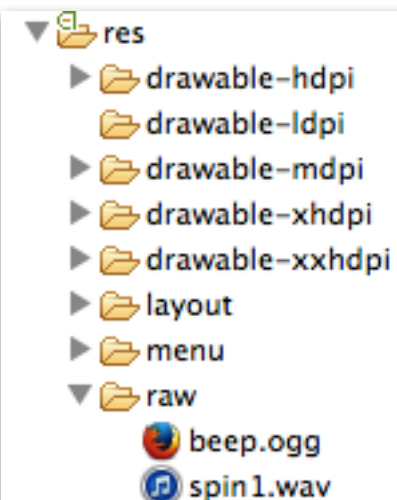 res
drawable-hdpi
drawable-ldpi
drawable-mdpi
drawable-xhdpi
drawable-xxhdpi
layout
menu
raw
beep.ogg
spin1.wav